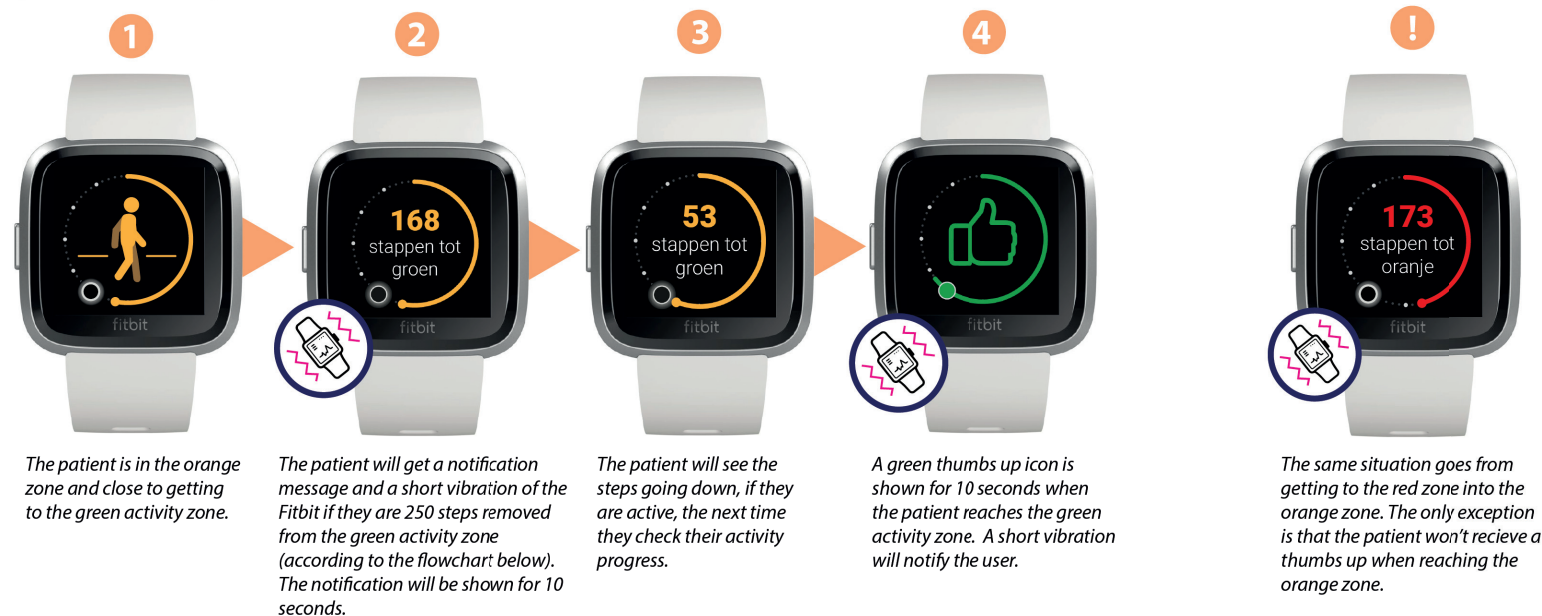 1
2
3
4
!
fitbit
168
stappen tot
groen
fitbit
53
stappen tot
groen
fitbit
fitbit
173
stappen tot
oranje
fitbit
The patient is in the orange
zone and close to getting
to the green activity zone.
The patient will get a notification
message and a short vibration of the
Fitbit if they are 250 steps removed
from the green activity zone
(according to the flowchart below).
The notification will be shown for 10
seconds.
The patient will see the
steps going down, if they
are active, the next time
they check their activity
progress.
A green thumbs up icon is
shown for 10 seconds when
the patient reaches the green
activity zone.  A short vibration
will notify the user.
The same situation goes from
getting to the red zone into the
orange zone. The only exception
is that the patient won't recieve a
thumbs up when reaching the
orange zone.